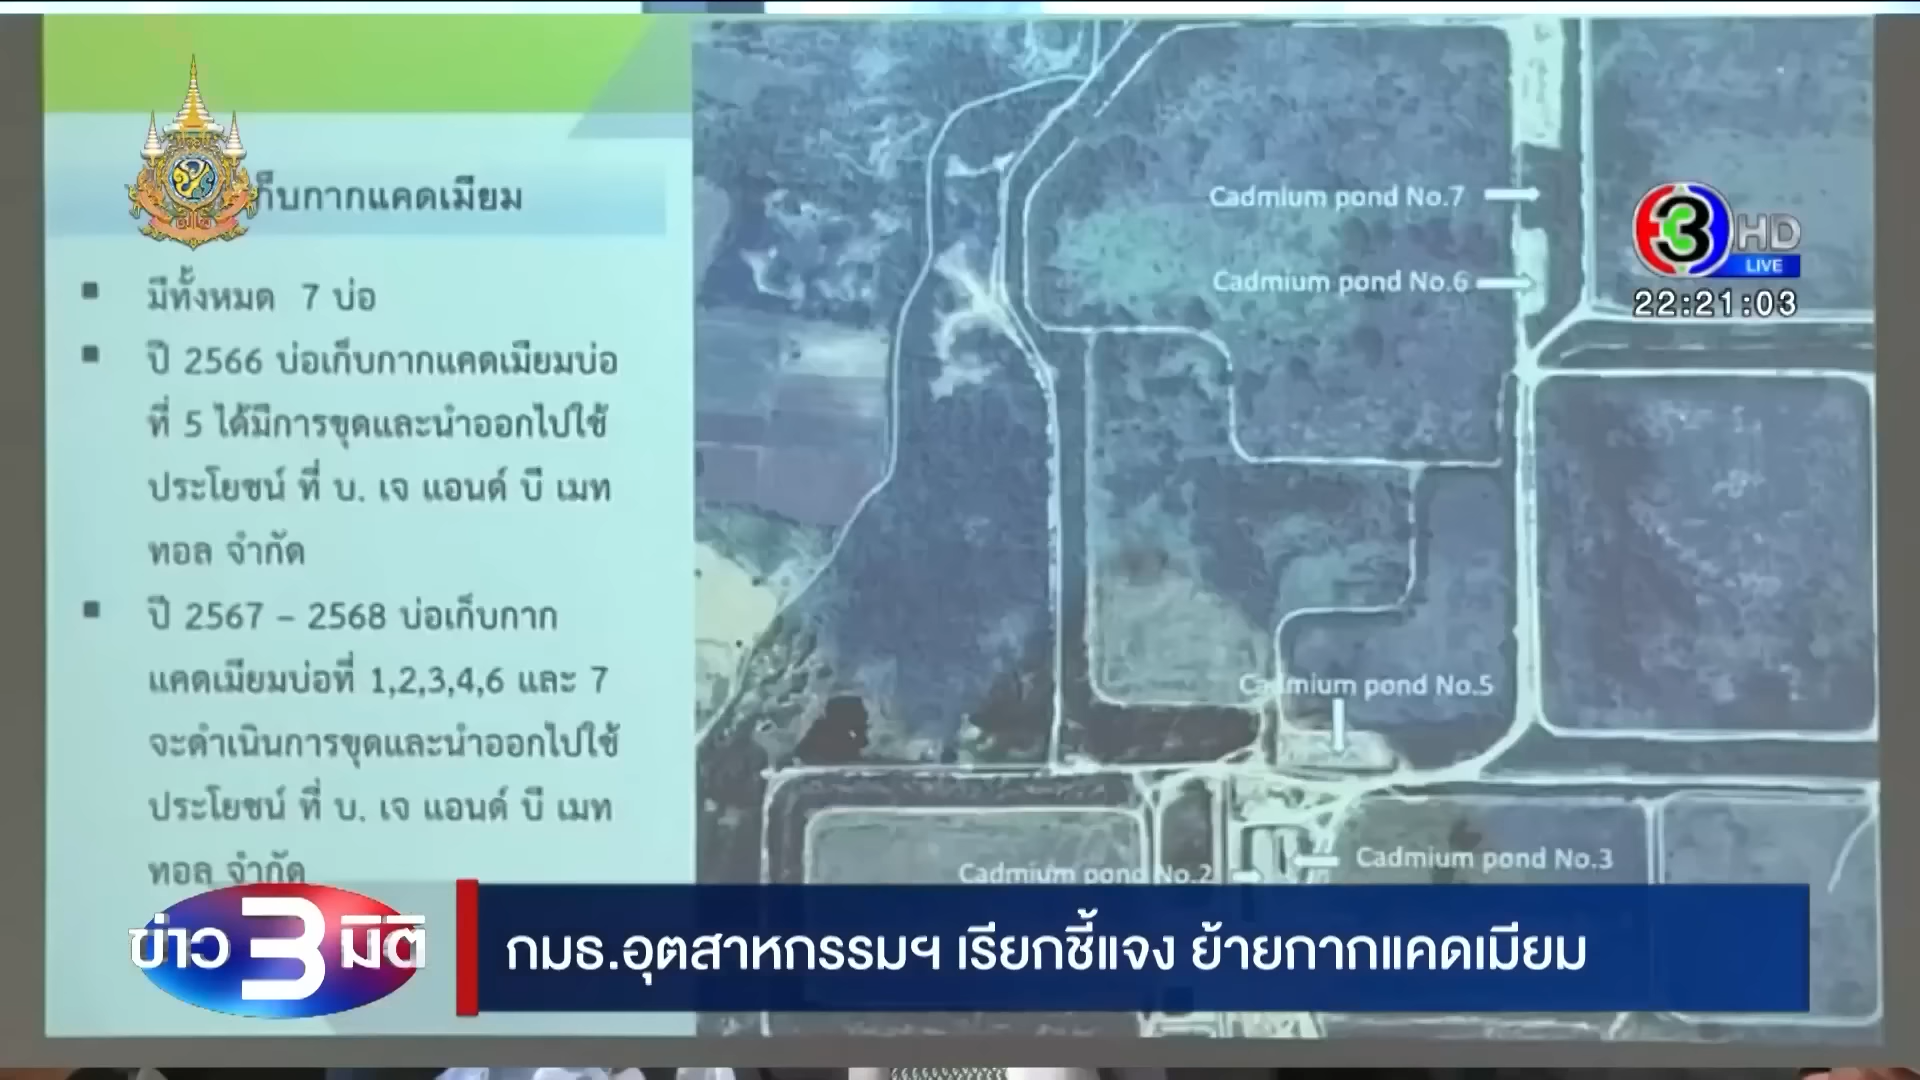 ก็บกากแคดเมียม
▪ มีทั้งหมด 7 บ่อ
▪ ปี 2566 บ่อเก็บกากแคดเมียมบ่อ
ที่ 5 ได้มีการขุดและนำออกไปใช้
ประโยชน์ ที่ บ. เจ แอนด์ บี เมท
ทอล จำกัด
▪ ปี 2567 – 2568 บ่อเก็บกาก
แคดเมียมบ่อที่ 1,2,3,4,6 และ 7
จะดำเนินการขุดและนำออกไปใช้
ประโยชน์ ที่ บ. เจ แอนด์ บี เมท
ทอล จำกัด
Cadmium pond No.7
Cadmium pond No.6
3 HD
LIVE
22:21:03
Cadmium pond No.5
Cadmium pond No.3
Cadmium pond No.2
ข่าว 3 มิติ
กมธ.อุตสาหกรรมฯ เรียกชี้แจง ย้ายกากแคดเมียม